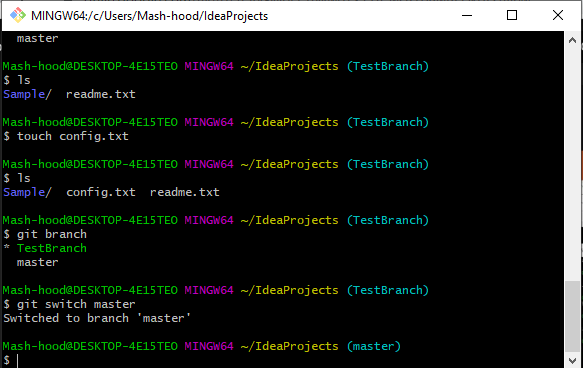 MINGW64:/c/Users/Mash-hood/IdeaProjects
master
Mash-hood@DESKTOP-4E15TEO MINGW64 ~/IdeaProjects (TestBranch)
$ ls
Sample/  readme.txt
Mash-hood@DESKTOP-4E15TEO MINGW64 ~/IdeaProjects (TestBranch)
$ touch config.txt
Mash-hood@DESKTOP-4E15TEO MINGW64 ~/IdeaProjects (TestBranch)
$ ls
Sample/  config.txt  readme.txt
Mash-hood@DESKTOP-4E15TEO MINGW64 ~/IdeaProjects (TestBranch)
$ git branch
* TestBranch
master
Mash-hood@DESKTOP-4E15TEO MINGW64 ~/IdeaProjects (TestBranch)
$ git switch master
Switched to branch 'master'
Mash-hood@DESKTOP-4E15TEO MINGW64 ~/IdeaProjects (master)
$